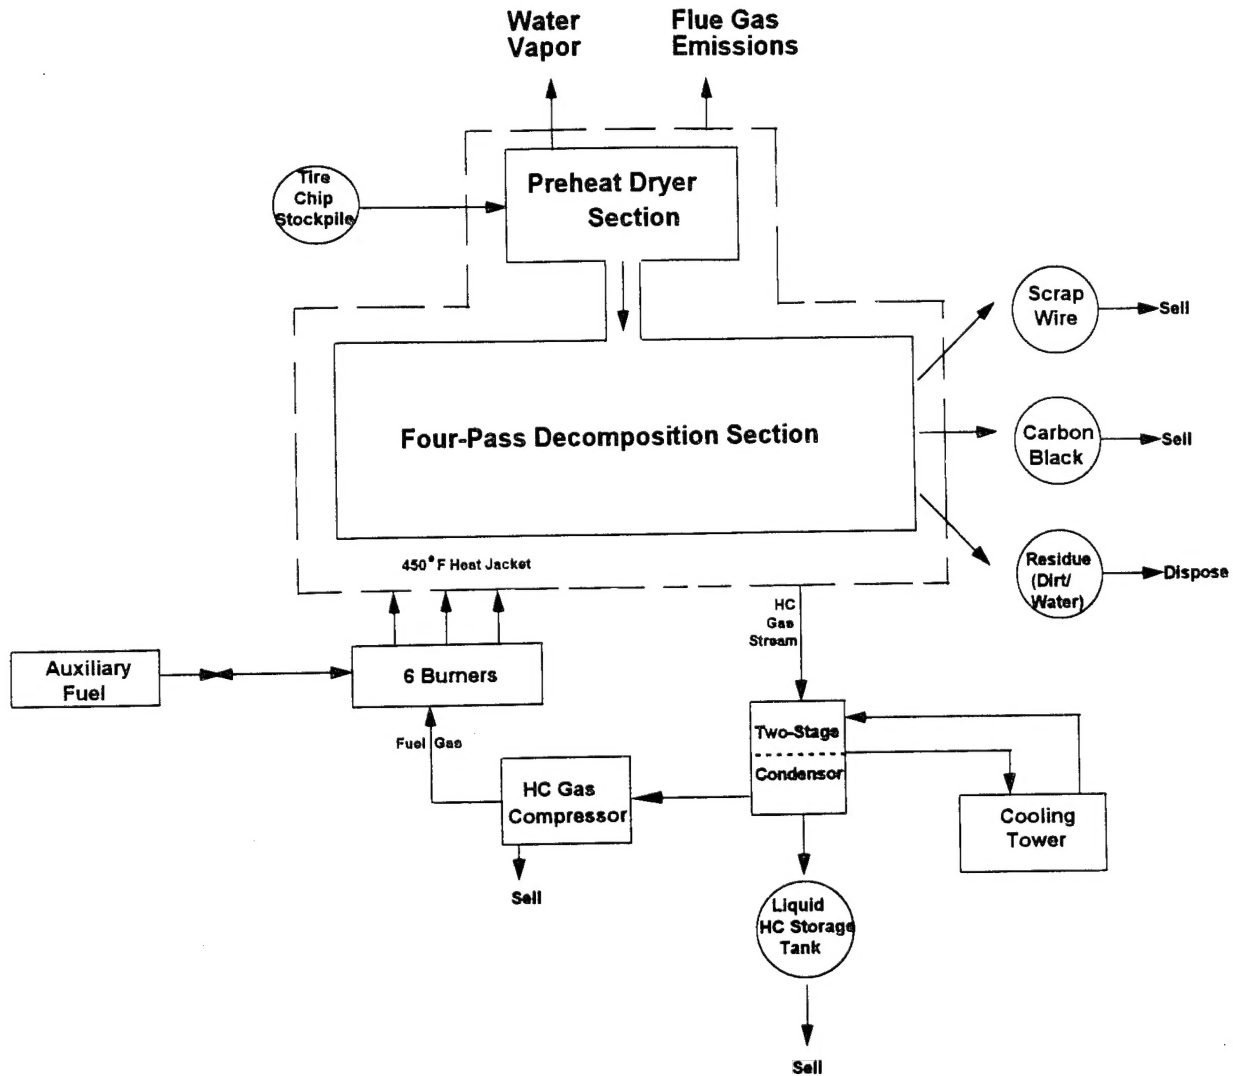 Water
Vapor
Flue Gas
Emissions
Tire
Chip
Stockpile
Preheat Dryer
Section
Scrap
Wire
Sell
Four-Pass Decomposition Section
Carbon
Black
Sell
450°F Heat Jacket
Residue
(Dirt/
Water)
Dispose
HC
Gas
Stream
Auxiliary
Fuel
6 Burners
Fuel Gas
Two-Stage
Condensor
HC Gas
Compressor
Cooling
Tower
Sell
Liquid
HC Storage
Tank
Sell